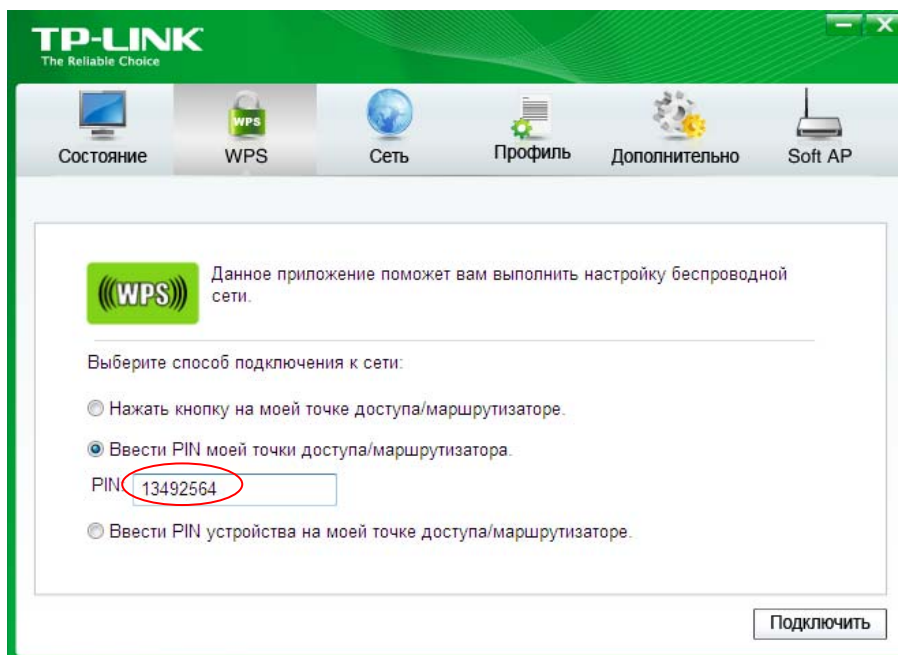 TP-LINK
The Reliable Choice
Состояние
WPS
WPS
Сеть
Профиль
Дополнительно
Soft AP
(((WPS)))
Данное приложение поможет вам выполнить настройку беспроводной
сети.
Выберите способ подключения к сети:
Нажать кнопку на моей точке доступа/маршрутизаторе.
Ввести PIN моей точки доступа/маршрутизатора.
PIN: 13492564
Ввести PIN устройства на моей точке доступа/маршрутизаторе.
Подключить